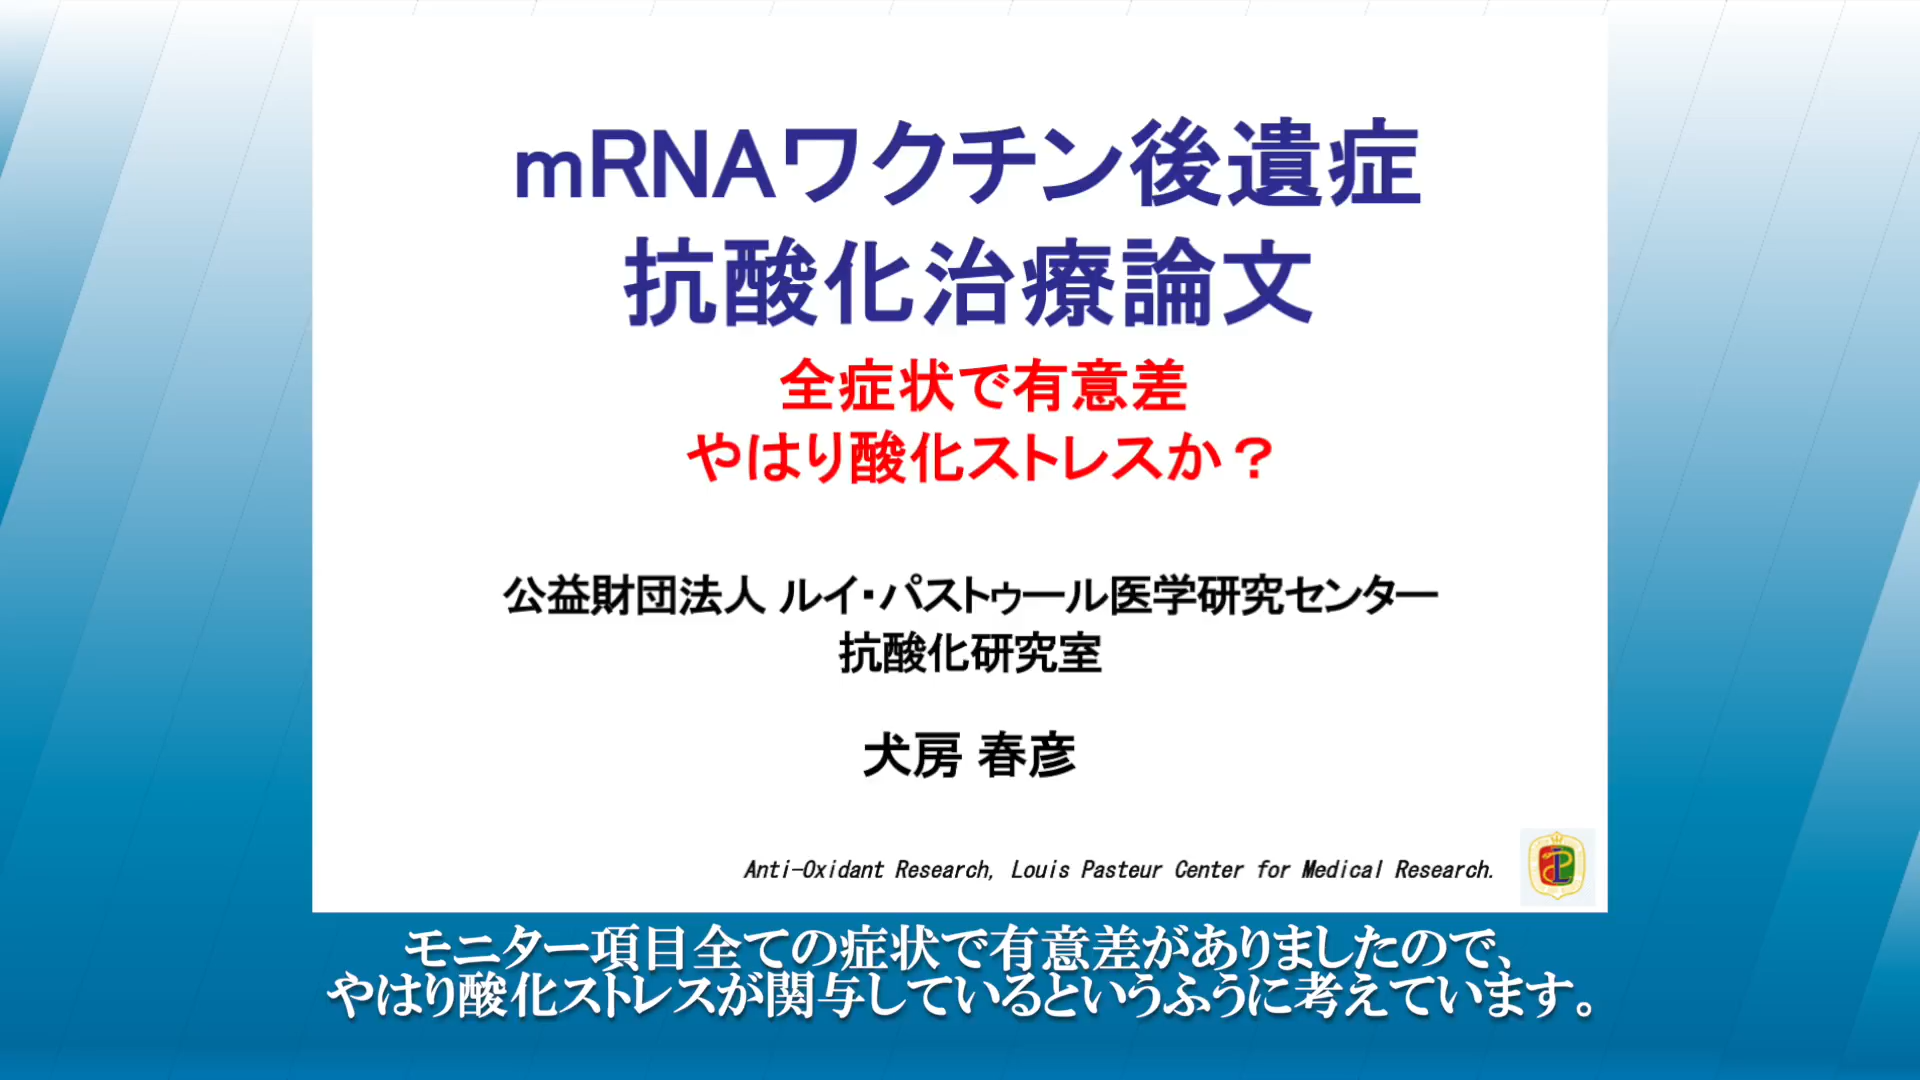 mRNAワクチン後遺症
抗酸化治療論文
全症状で有意差
やはり酸化ストレスか？
公益財団法人 ルイ・パストゥール医学研究センター
抗酸化研究室
犬房 春彦
Anti-Oxidant Research, Louis Pasteur Center for Medical Research.
モニター項目全ての症状で有意差がありましたので、
やはり酸化ストレスが関与しているというふうに考えています。